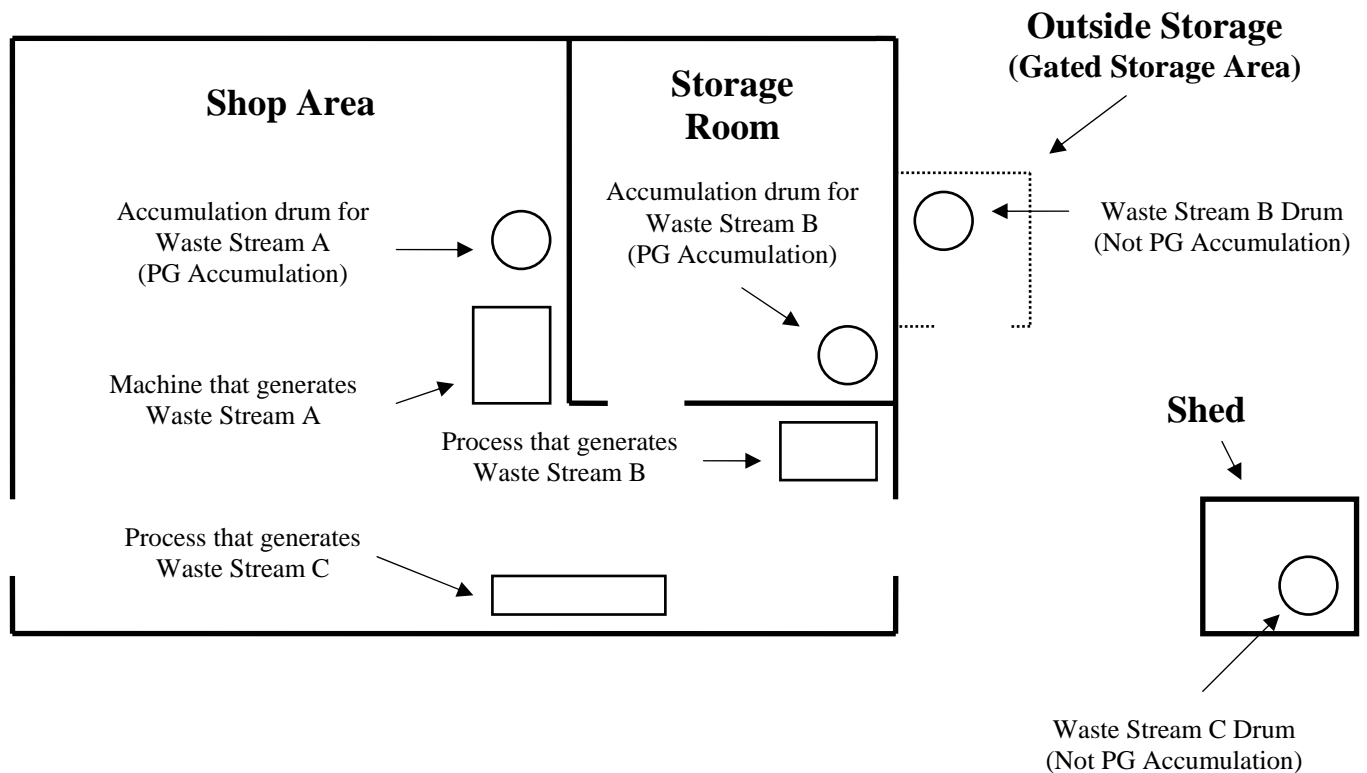 Outside Storage
(Gated Storage Area)
Shop Area
Storage
Room
Accumulation drum for
Waste Stream A
(PG Accumulation)
Accumulation drum for
Waste Stream B
(PG Accumulation)
Waste Stream B Drum
(Not PG Accumulation)
Machine that generates
Waste Stream A
Process that generates
Waste Stream B
Shed
Process that generates
Waste Stream C
Waste Stream C Drum
(Not PG Accumulation)